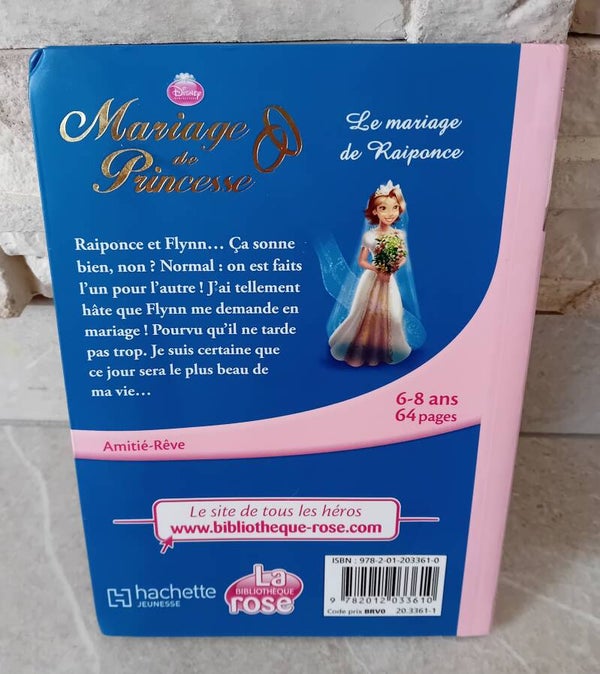 Disney
Mariage
de
Princesse
Le mariage
de Raiponce
Raiponce et Flynn... Ça sonne
bien, non ? Normal : on est faits
l'un pour l'autre ! J'ai tellement
hâte que Flynn me demande en
mariage ! Pourvu qu'il ne tarde
pas trop. Je suis certaine que
ce jour sera le plus beau de
ma vie...
6-8 ans
64 pages
Amitié-Rêve
Le site de tous les héros
www.bibliotheque-rose.com
ISBN : 978-2-01-203361-0
9 782012 033610
Code prix BRV0 20.3361-1
hachette
JEUNESSE
La
BIBLIOTHÈQUE
rose